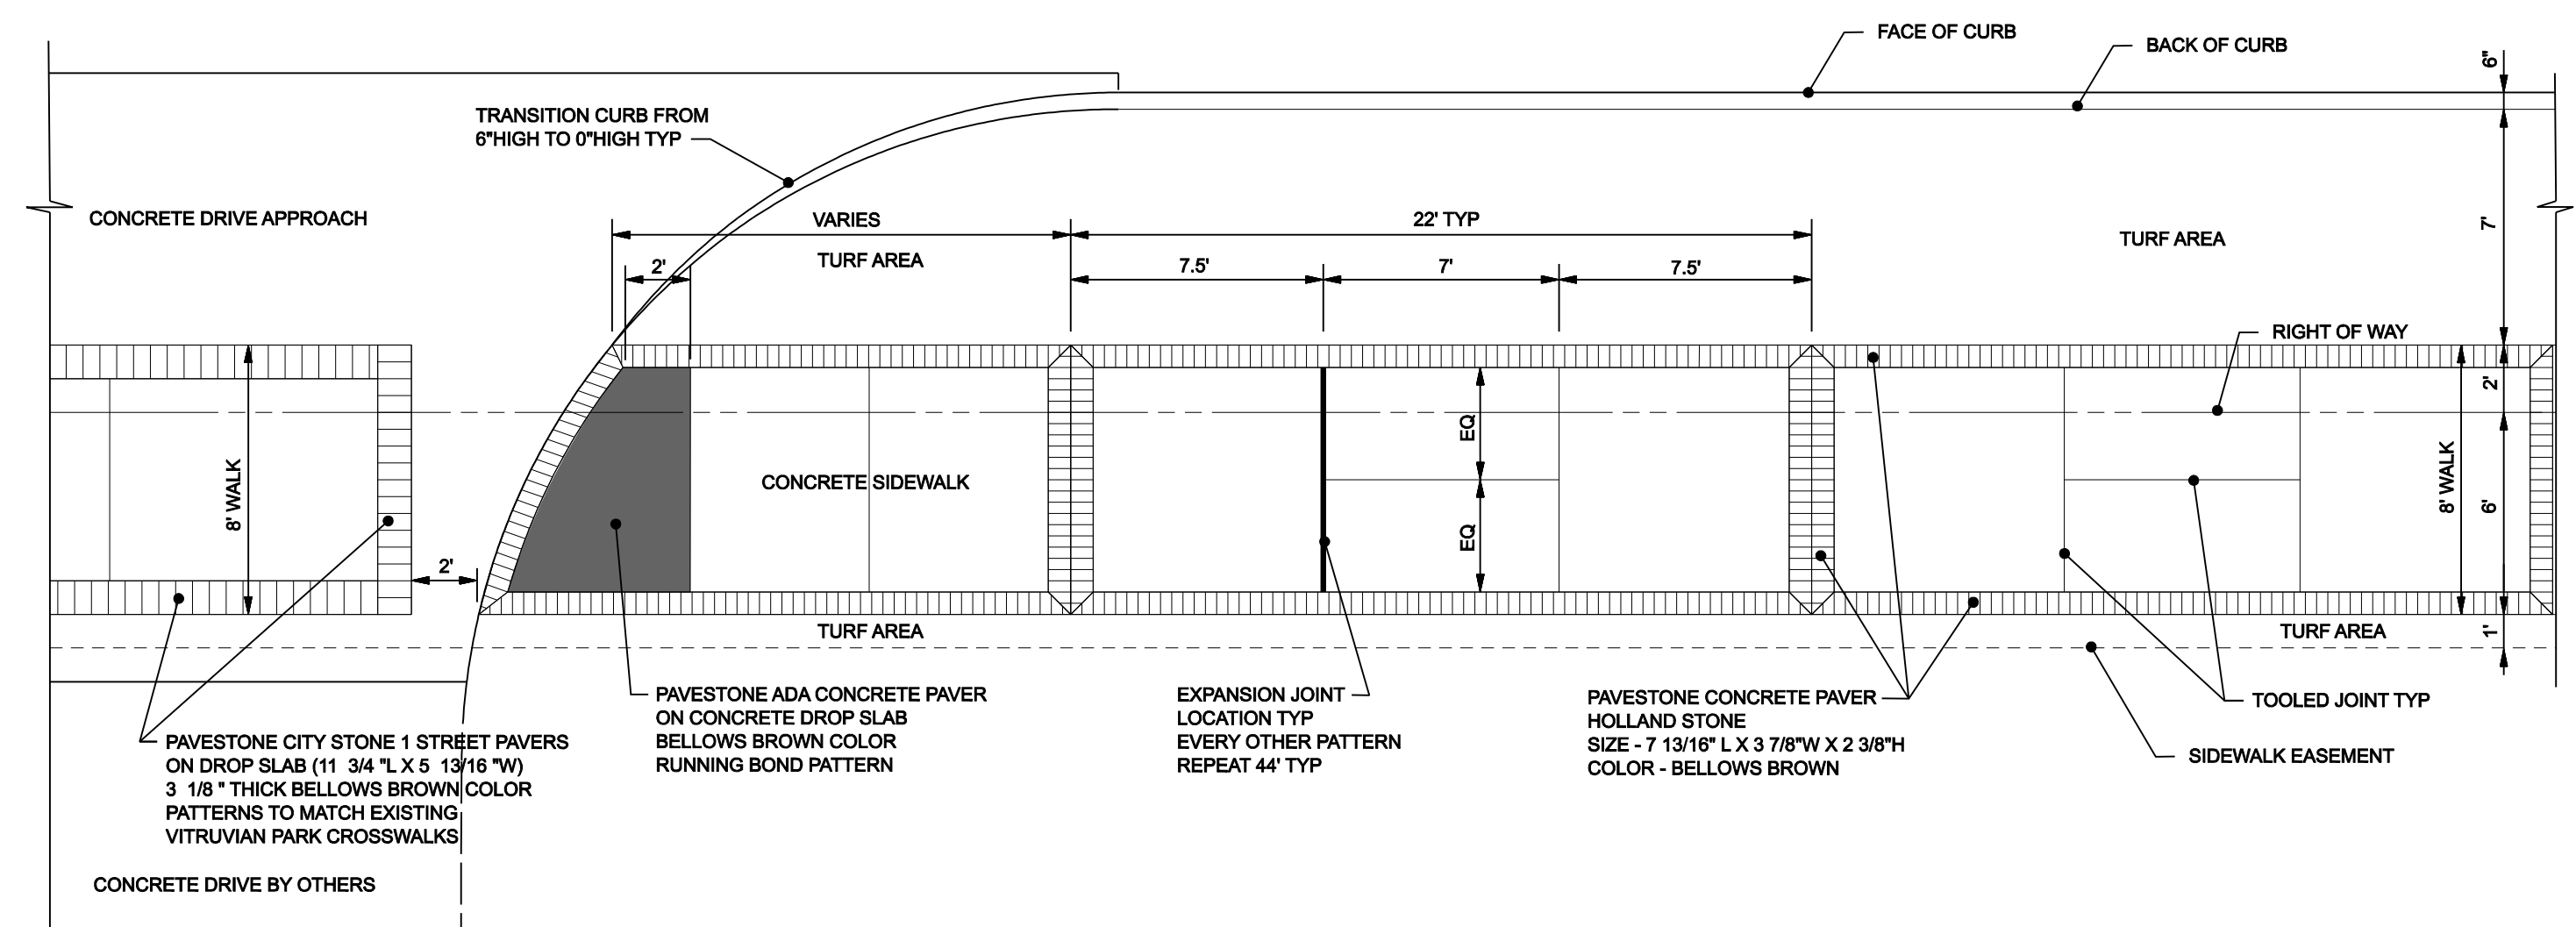 FACE OF CURB
BACK OF CURB
6"
TRANSITION CURB FROM
6"HIGH TO 0"HIGH TYP
CONCRETE DRIVE APPROACH
VARIES
22' TYP
7'
TURF AREA
TURF AREA
2'
7.5'
7'
7.5'
RIGHT OF WAY
2'
8' WALK
CONCRETE SIDEWALK
EQ
EQ
8' WALK
6'
2'
TURF AREA
TURF AREA
1'
PAVESTONE CITY STONE 1 STREET PAVERS
ON DROP SLAB (11 3/4 "L X 5 13/16 "W)
3 1/8 " THICK BELLOWS BROWN COLOR
PATTERNS TO MATCH EXISTING
VITRUVIAN PARK CROSSWALKS
PAVESTONE ADA CONCRETE PAVER
ON CONCRETE DROP SLAB
BELLOWS BROWN COLOR
RUNNING BOND PATTERN
EXPANSION JOINT
LOCATION TYP
EVERY OTHER PATTERN
REPEAT 44' TYP
PAVESTONE CONCRETE PAVER
HOLLAND STONE
SIZE - 7 13/16" L X 3 7/8"W X 2 3/8"H
COLOR - BELLOWS BROWN
TOOLED JOINT TYP
SIDEWALK EASEMENT
CONCRETE DRIVE BY OTHERS